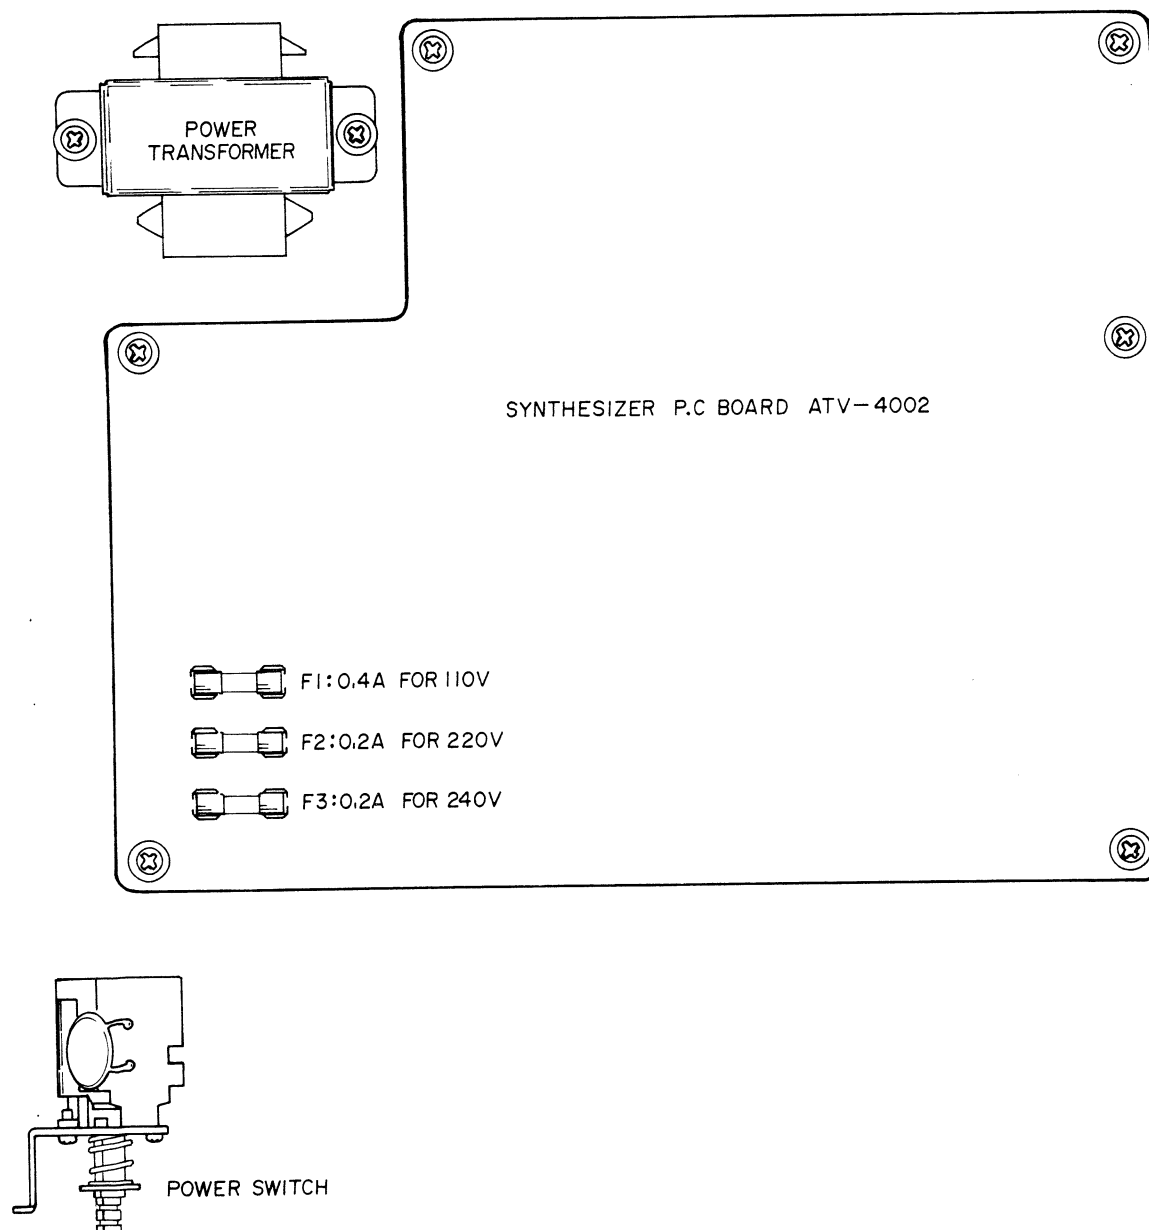 POWER
TRANSFORMER
SYNTHESIZER P.C BOARD ATV-4002
F1:0.4A FOR 110V
F2:0.2A FOR 220V
F3:0.2A FOR 240V
POWER SWITCH